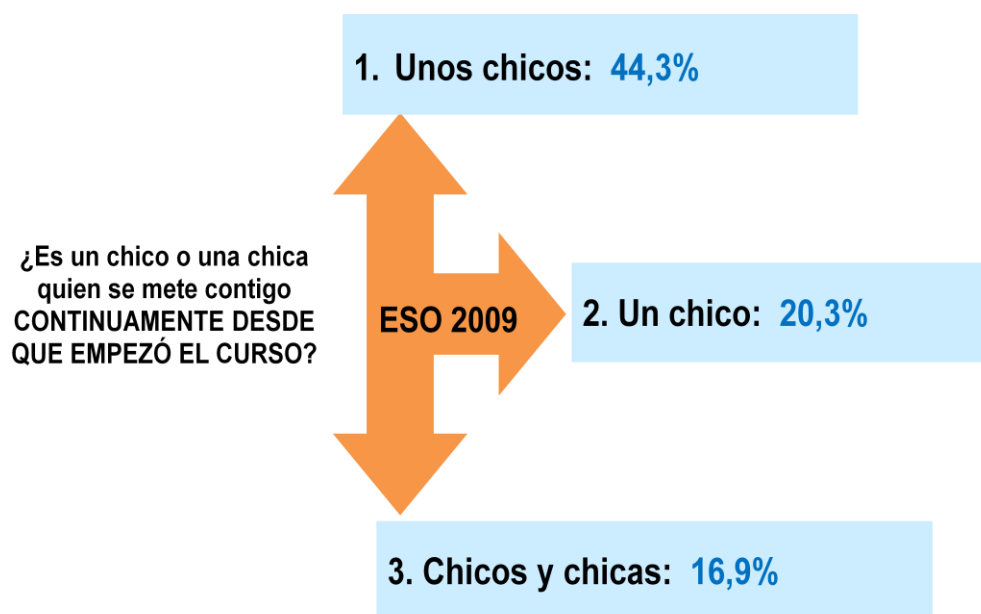 1. Unos chicos: 44,3%
¿Es un chico o una chica
quien se mete contigo
CONTINUAMENTE DESDE
QUE EMPEZÓ EL CURSO?
ESO 2009
2. Un chico: 20,3%
3. Chicos y chicas: 16,9%